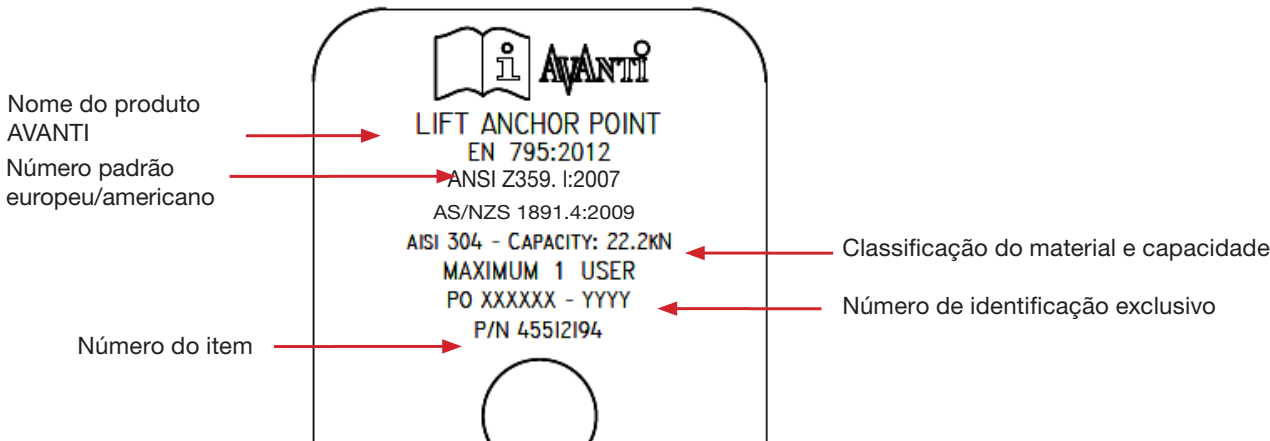 i AVANTi
Nome do produto
AVANTI
LIFT ANCHOR POINT
EN 795:2012
Número padrão
europeu/americano
ANSI Z359. I:2007
AS/NZS 1891.4:2009
AISI 304 - CAPACITY: 22.2KN
Classificação do material e capacidade
MAXIMUM 1 USER
PO XXXXXX - YYYY
Número de identificação exclusivo
Número do item
P/N 45512194